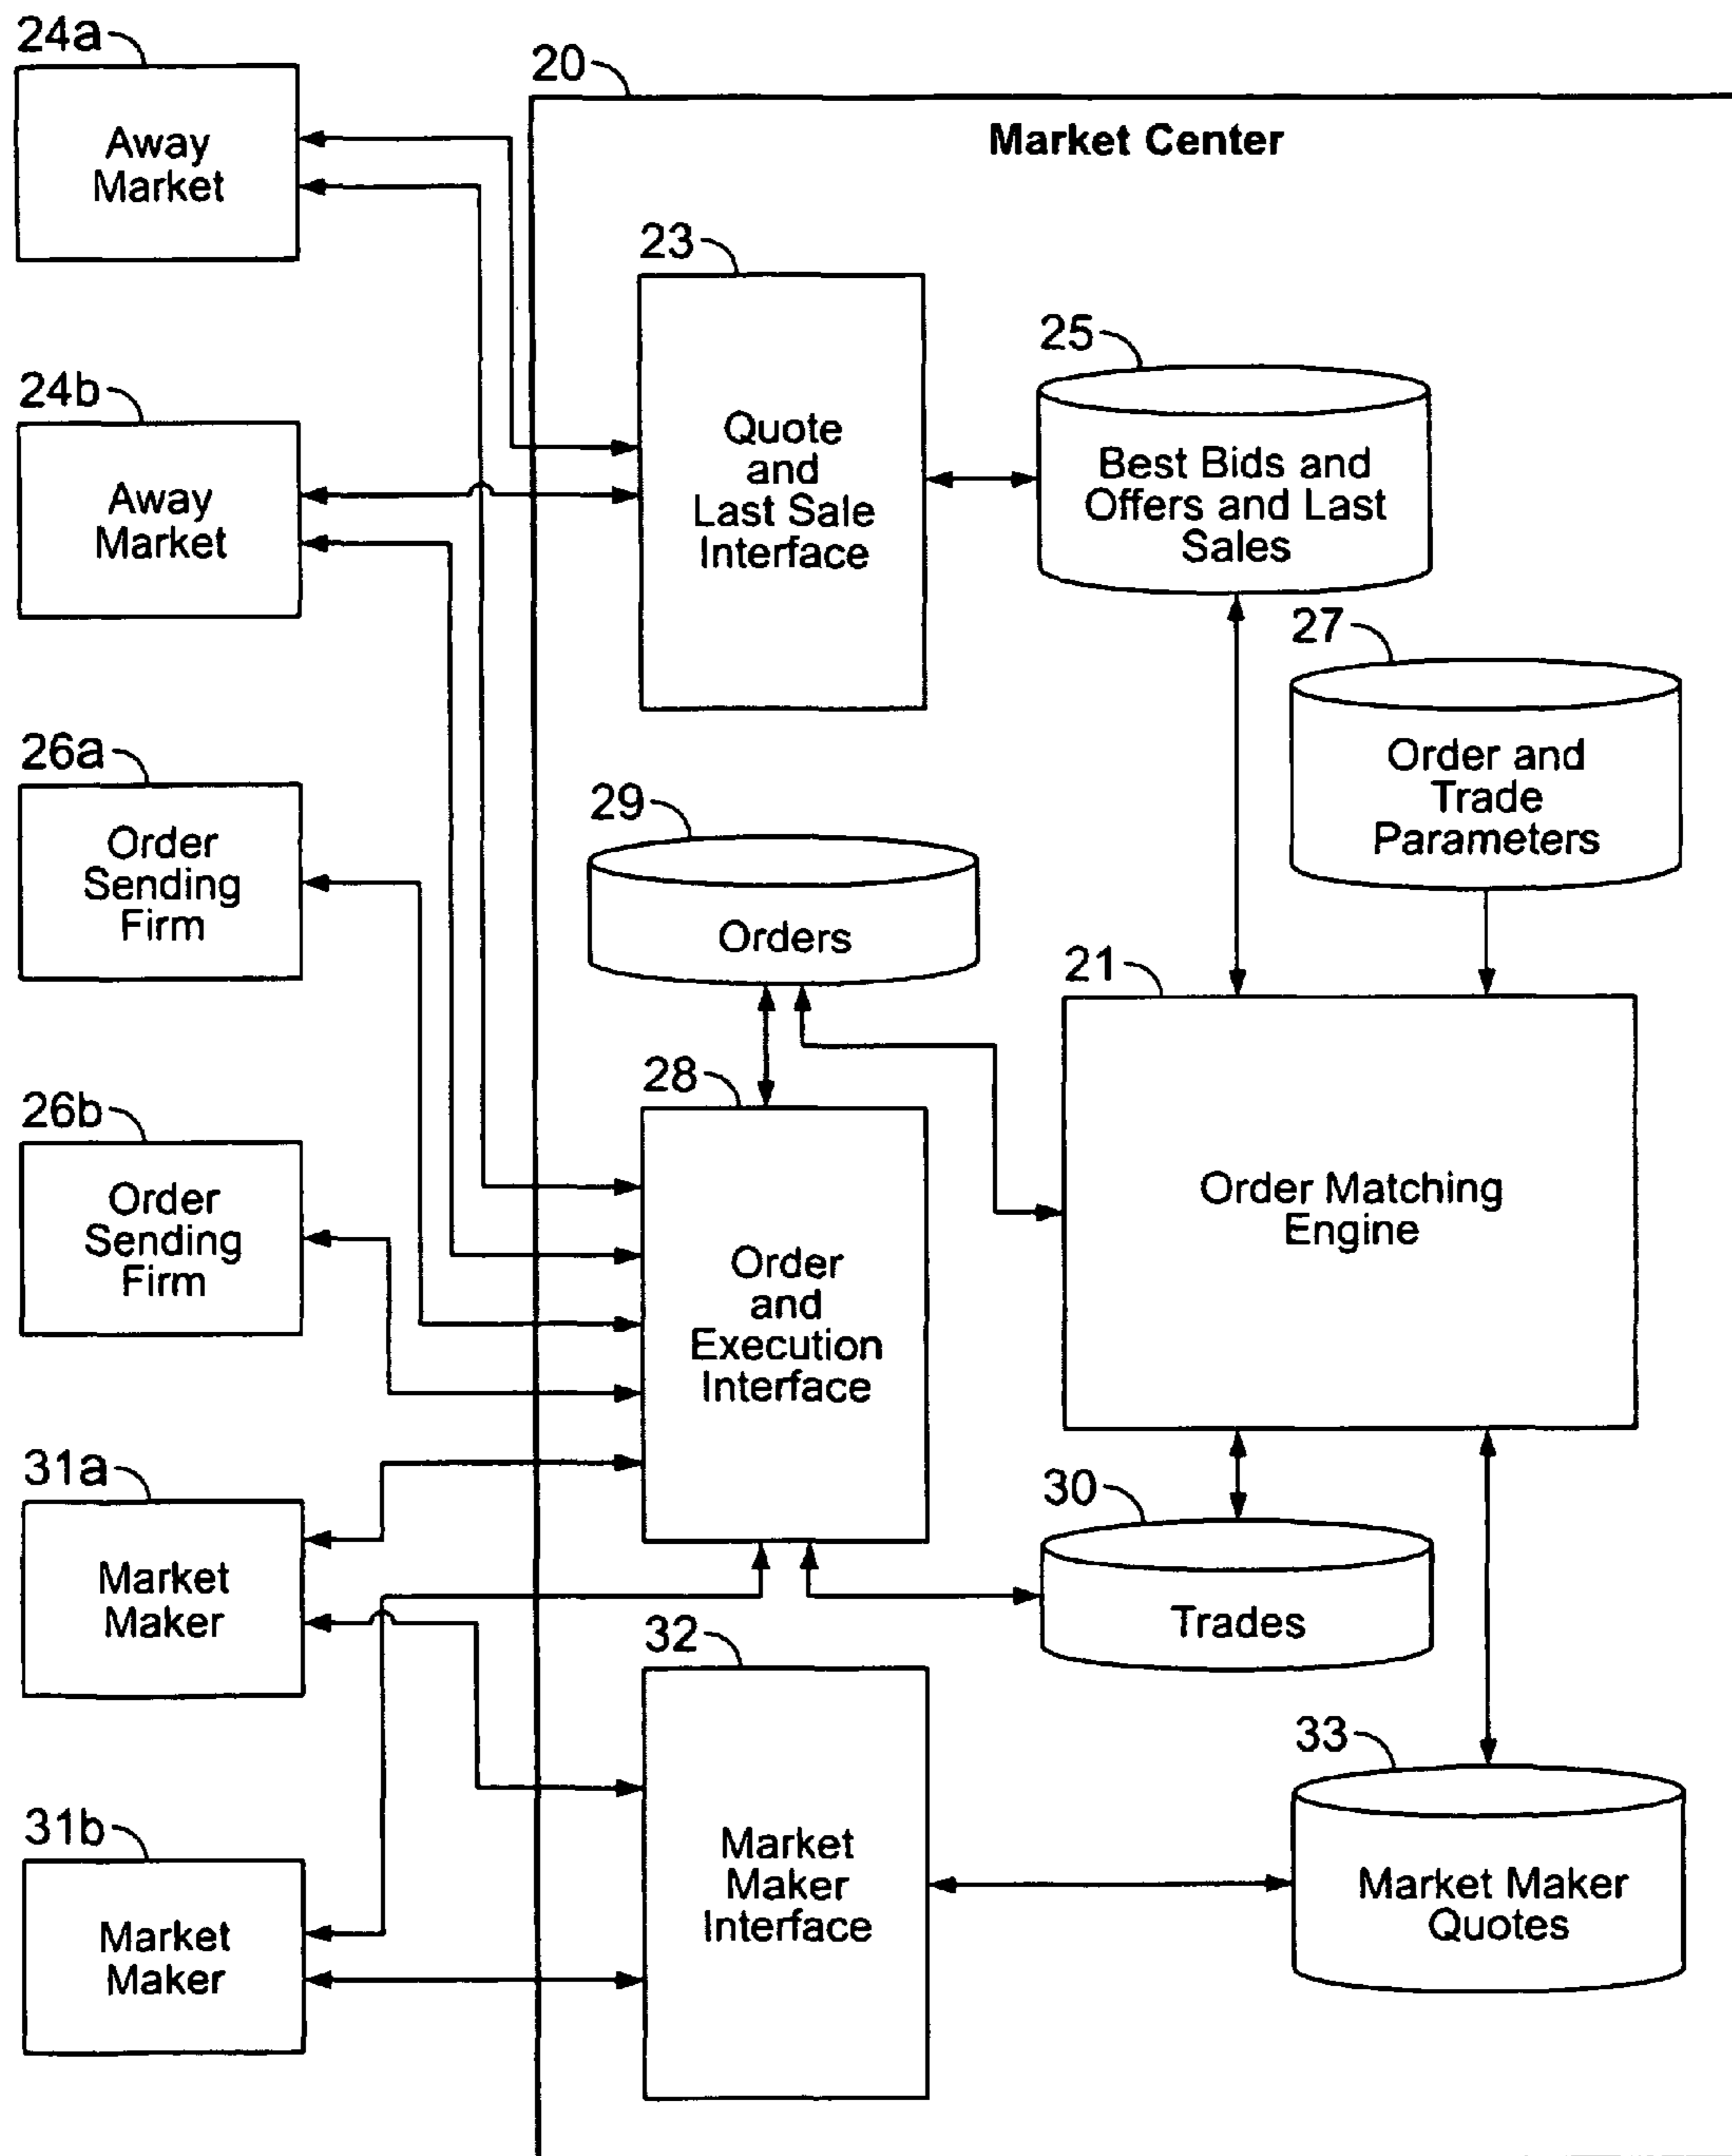 24a
Away
Market
20
Market Center
23
Quote
and
Last Sale
Interface
25
Best Bids and
Offers and Last
Sales
24b
Away
Market
27
Order and
Trade
Parameters
26a
Order
Sending
Firm
29
Orders
21
Order Matching
Engine
28
Order
and
Execution
Interface
26b
Order
Sending
Firm
31a
Market
Maker
30
Trades
32
Market
Maker
Interface
33
Market Maker
Quotes
31b
Market
Maker